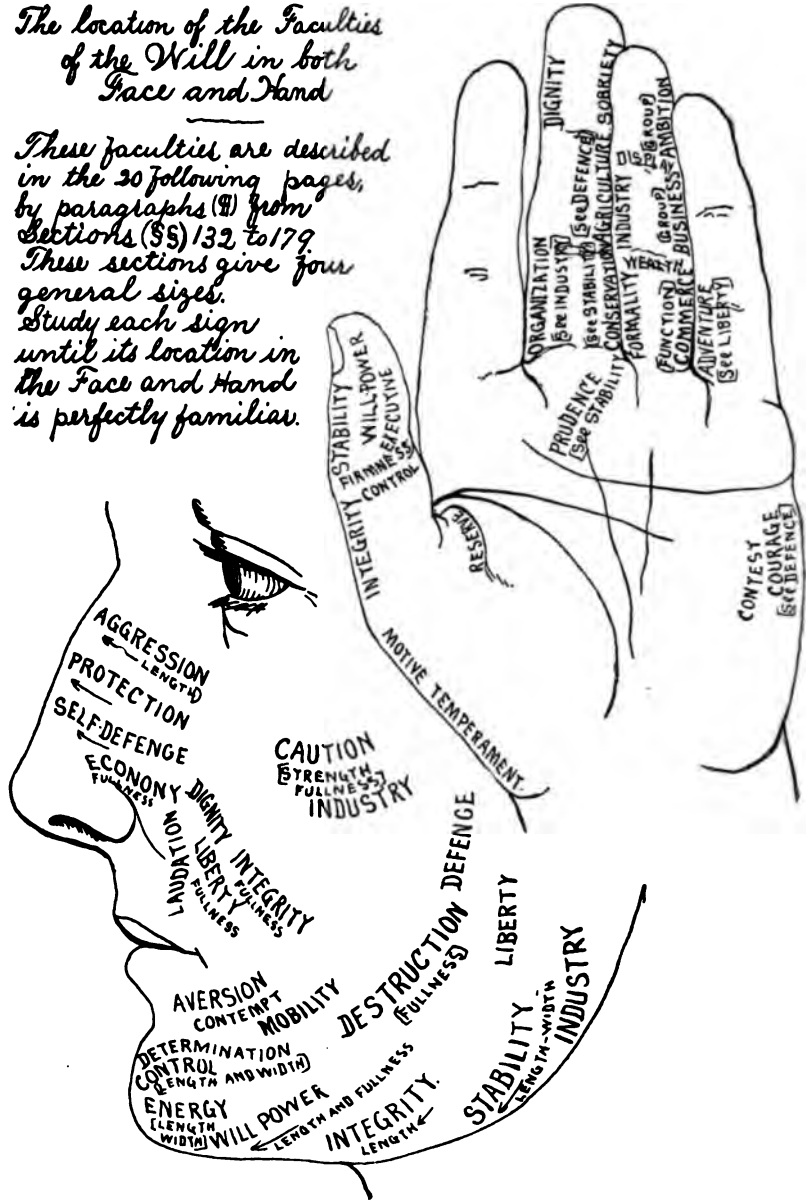 The location of the Faculties
of the Will in both
Face and Hand
These faculties are described
in the 20 following pages,
by paragraphs (¶) from
Sections (§§) 132 to 179
These sections give four
general sizes.
Study each sign
until its location in
the Face and Hand
is perfectly familiar.
DIGNITY
ORGANIZATION
[See INDUSTRY]
[See STABILITY] [See DEFENCE]
CONSERVATION AGRICULTURE SOBRIETY
FORMALITY INDUSTRY
WEALTH
[FUNCTION] [GROUP] [GROUP]
COMMERCE BUSINESS AMBITION
ADVENTURE
[See LIBERTY]
PRUDENCE
[See STABILITY]
STABILITY
WILL-POWER
EXECUTIVE
FIRMNESS
CONTROL
INTEGRITY
RESERVE
CONTEST
COURAGE
[See DEFENCE]
MOTIVE TEMPERAMENT.
AGGRESSION
LENGTH)
PROTECTION
SELF-DEFENCE
ECONONY
FULLNESS
CAUTION
[STRENGTH
FULLNESS]
INDUSTRY
DIGNITY
LAUDATION
LIBERTY
FULLNESS
INTEGRITY
FULLNESS
DEFENCE
DESTRUCTION
[FULLNESS]
LIBERTY
AVERSION
CONTEMPT
MOBILITY
DETERMINATION
CONTROL
[LENGTH AND WIDTH)
ENERGY
[LENGTH
WIDTH]
WILL POWER
LENGTH AND FULLNESS
INTEGRITY.
LENGTH
STABILITY
LENGTH-WIDTH
INDUSTRY